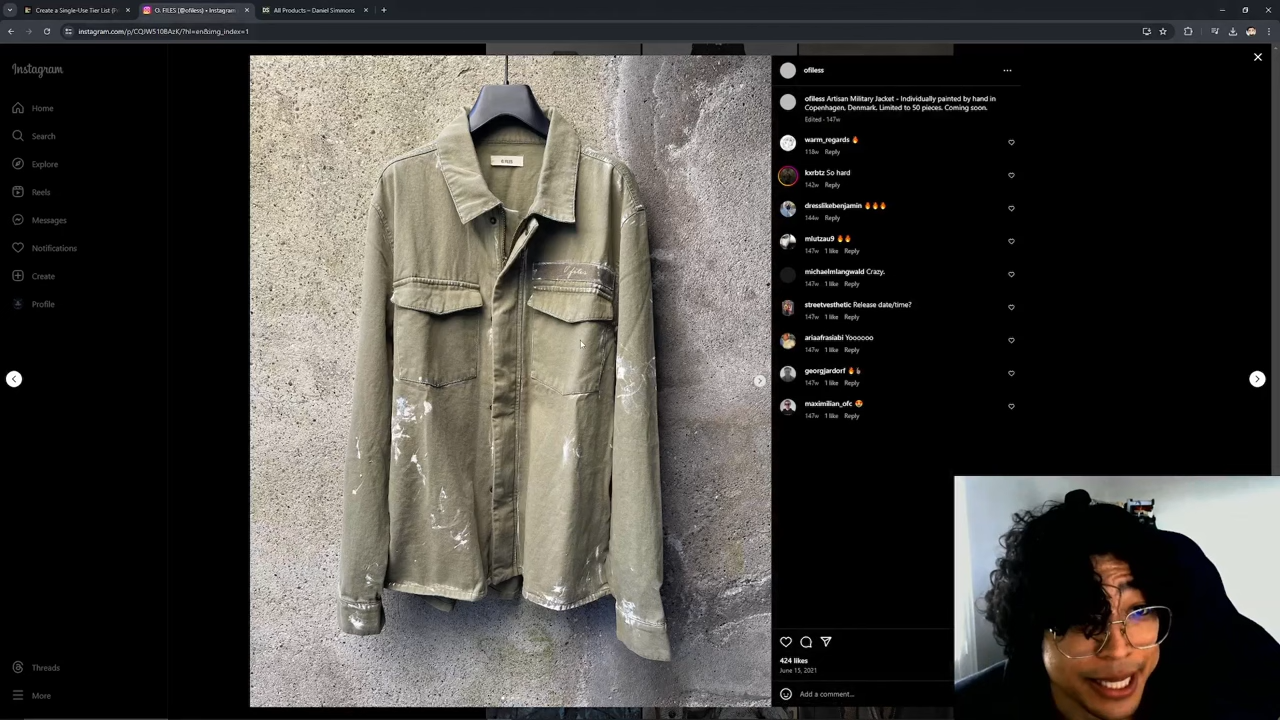 Create a Single-Use Tier List (P
O. FILES (@ofiless) • Instagram
All Products – Daniel Simmons
instagram.com/p/CQJW510BAzK/?hl=en&img_index=1
Instagram
Home
Search
Explore
Reels
Messages
Notifications
Create
Profile
Threads
More
O. FILES
ofiless
ofiless Artisan Military Jacket - Individually painted by hand in
Copenhagen, Denmark. Limited to 50 pieces. Coming soon.
Edited · 147w
warm_regards 🔥
118w Reply
kxrbtz So hard
142w Reply
dresslikebenjamin 🔥🔥🔥
144w Reply
mlutzau9 🔥🔥
147w 1 like Reply
michaelmlangwald Crazy.
147w 1 like Reply
streetvesthetic Release date/time?
147w 1 like Reply
ariaafrasiabi Yoooooo
147w 1 like Reply
georgjardorf 🔥
147w 1 like Reply
maximilian_ofc 😍
147w 1 like Reply
424 likes
June 15, 2021
Add a comment...